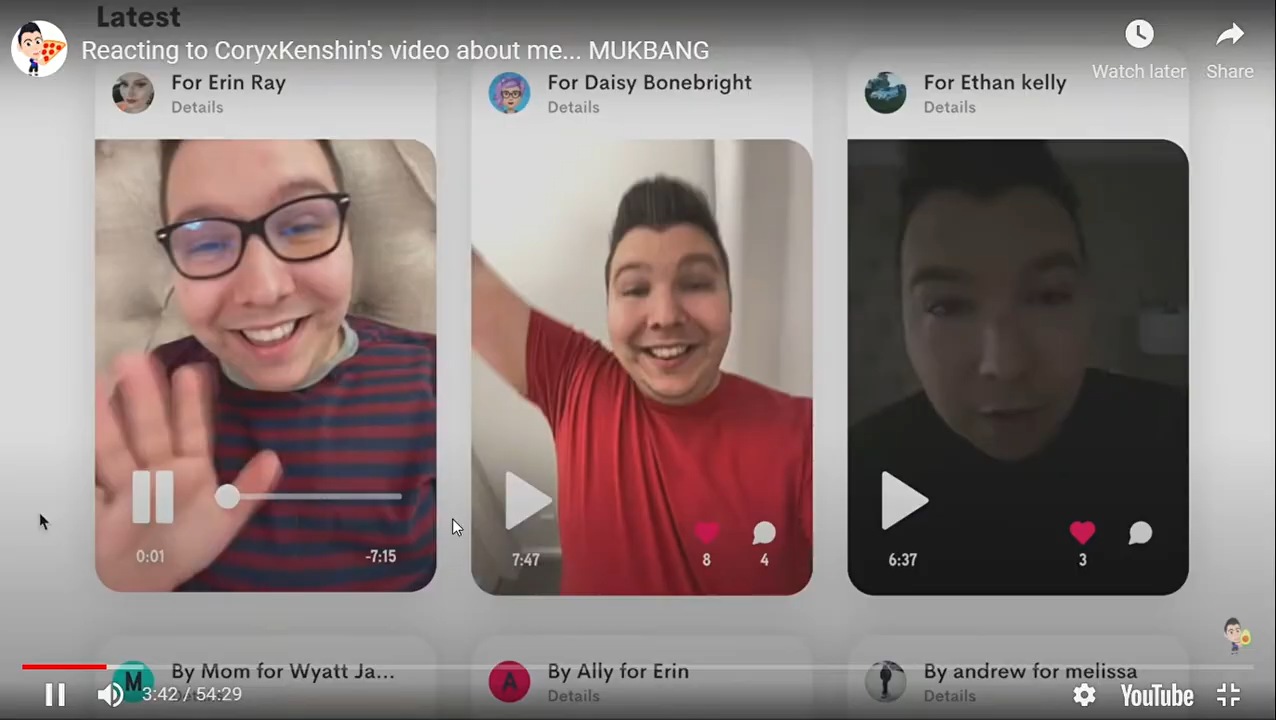 Latest
Reacting to CoryxKenshin's video about me... MUKBANG
Watch later
Share
For Erin Ray
Details
For Daisy Bonebright
Details
For Ethan kelly
Details
0:01
-7:15
7:47
8
4
6:37
3
M
By Mom for Wyatt Ja...
A
By Ally for Erin
Details
By andrew for melissa
Details
3:42 / 54:29
YouTube